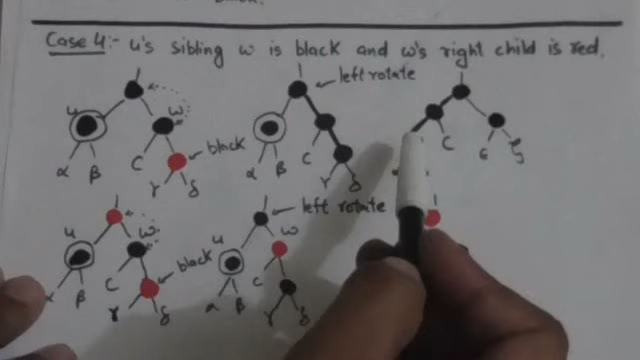 Case 4:- u's sibling w is black and w's right child is red.
left rotate
u
w
C
black
α β
γ δ
α β
C
γ δ
C
ε ξ
u
w
C
black
α β
γ δ
left rotate
u
w
C
α β
γ δ